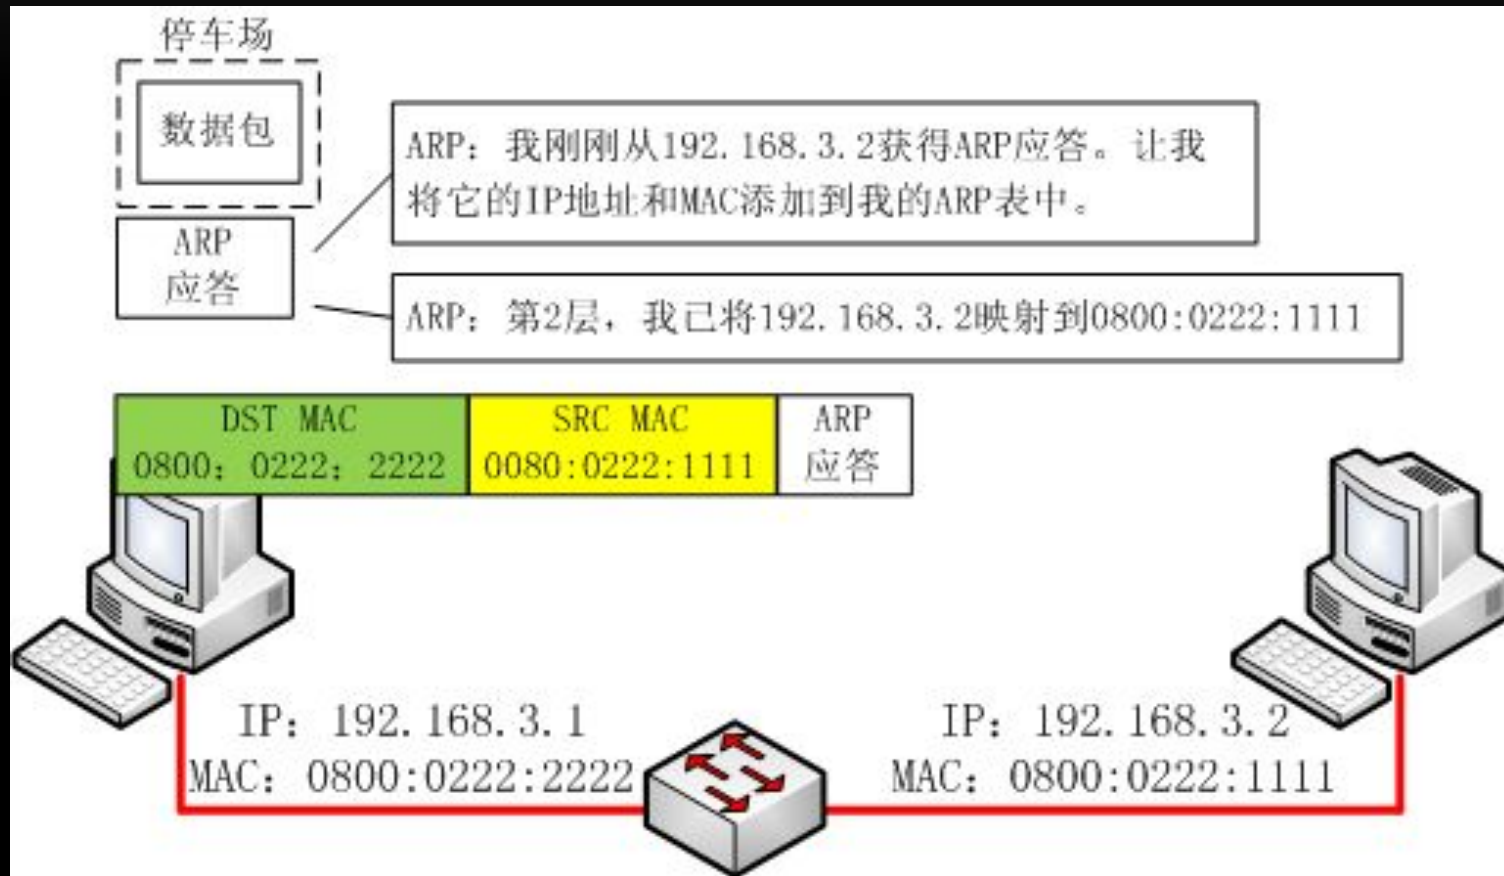 停车场
数据包
ARP：我刚刚从192.168.3.2获得ARP应答。让我
将它的IP地址和MAC添加到我的ARP表中。
ARP
应答
ARP：第2层，我已将192.168.3.2映射到0800:0222:1111
DST MAC
0800：0222：2222
SRC MAC
0080:0222:1111
ARP
应答
IP：192.168.3.1
MAC：0800:0222:2222
IP：192.168.3.2
MAC：0800:0222:1111